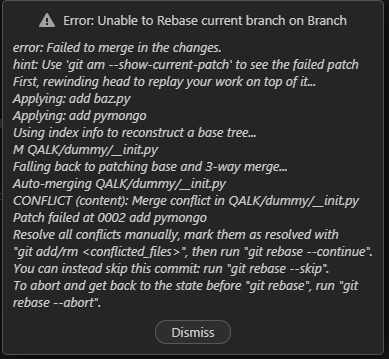 Error: Unable to Rebase current branch on Branch
error: Failed to merge in the changes.
hint: Use 'git am --show-current-patch' to see the failed patch
First, rewinding head to replay your work on top of it...
Applying: add baz.py
Applying: add pymongo
Using index info to reconstruct a base tree...
M QALK/dummy/__init.py
Falling back to patching base and 3-way merge...
Auto-merging QALK/dummy/__init.py
CONFLICT (content): Merge conflict in QALK/dummy/__init.py
Patch failed at 0002 add pymongo
Resolve all conflicts manually, mark them as resolved with
"git add/rm <conflicted_files>", then run "git rebase --continue".
You can instead skip this commit: run "git rebase --skip".
To abort and get back to the state before "git rebase", run "git
rebase --abort".
Dismiss